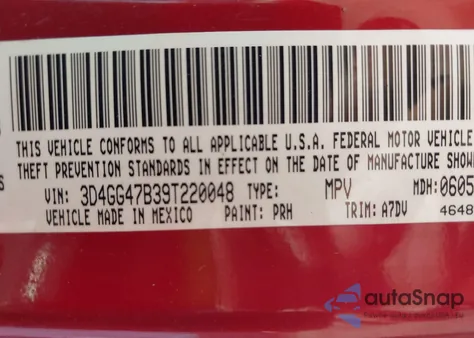 THIS VEHICLE CONFORMS TO ALL APPLICABLE U.S.A. FEDERAL MOTOR VEHICLE
THEFT PREVENTION STANDARDS IN EFFECT ON THE DATE OF MANUFACTURE SHOW
S
VIN: 3D4GG47B39T220048 TYPE: MPV MDH: 0605
VEHICLE MADE IN MEXICO PAINT: PRH TRIM: A7DV 4648
autaSnap